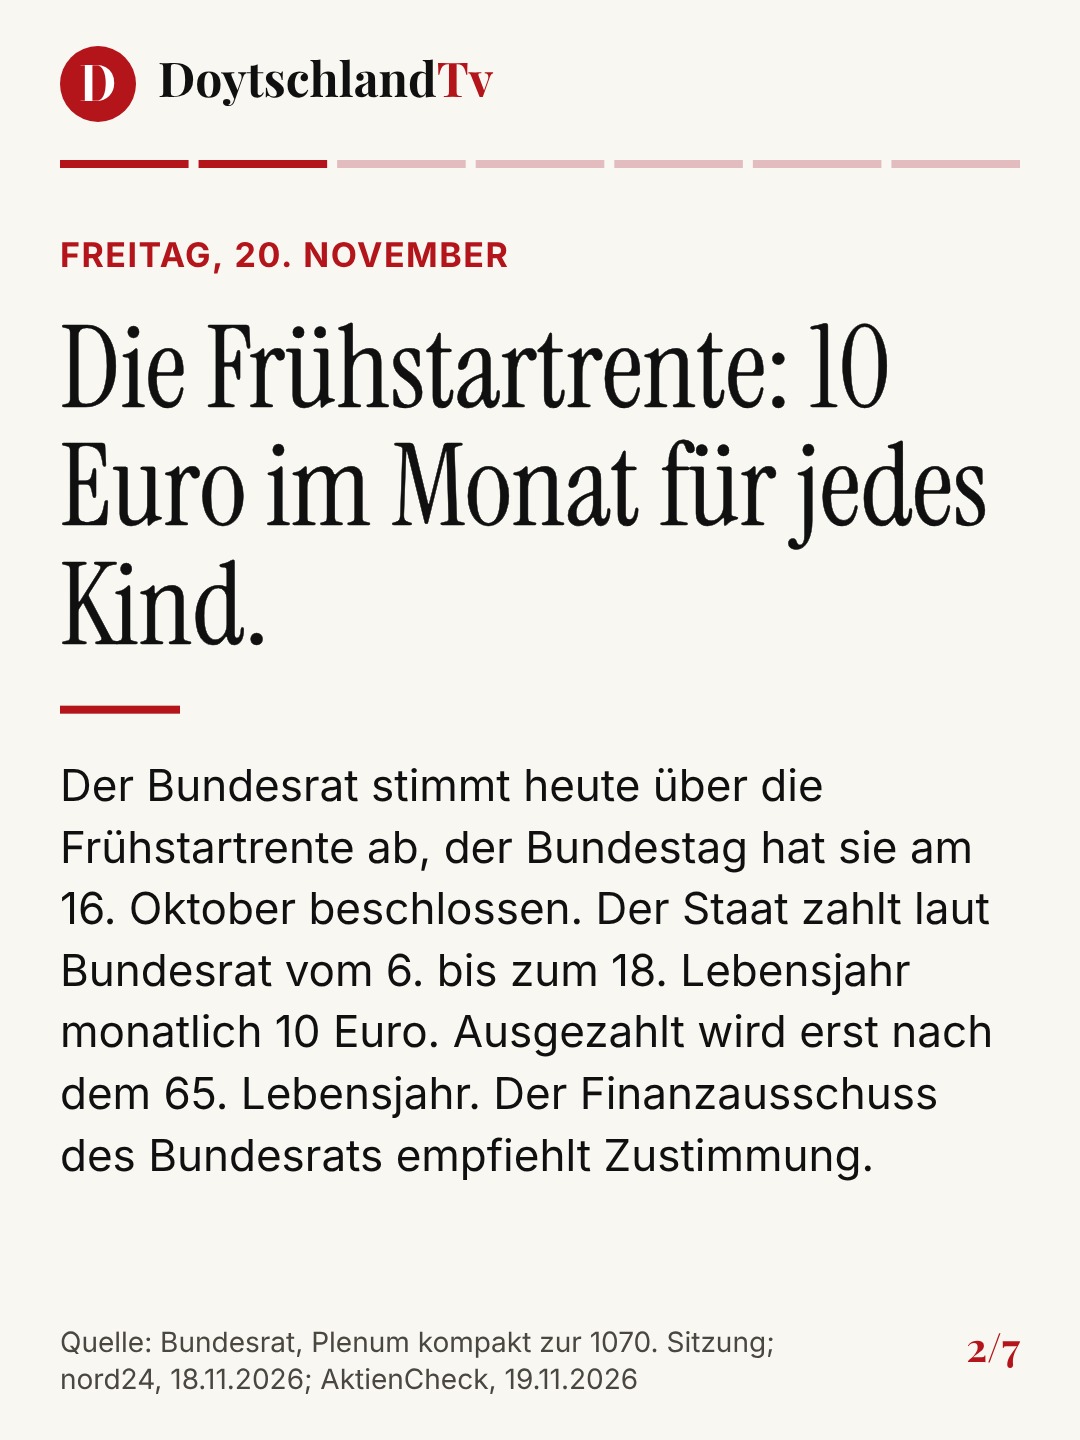 D DoytschlandTv
FREITAG, 20. NOVEMBER
Die Frühstartrente: 10
Euro im Monat für jedes
Kind.
Der Bundesrat stimmt heute über die
Frühstartrente ab, der Bundestag hat sie am
16. Oktober beschlossen. Der Staat zahlt laut
Bundesrat vom 6. bis zum 18. Lebensjahr
monatlich 10 Euro. Ausgezahlt wird erst nach
dem 65. Lebensjahr. Der Finanzausschuss
des Bundesrats empfiehlt Zustimmung.
Quelle: Bundesrat, Plenum kompakt zur 1070. Sitzung;
nord24, 18.11.2026; AktienCheck, 19.11.2026
2/7